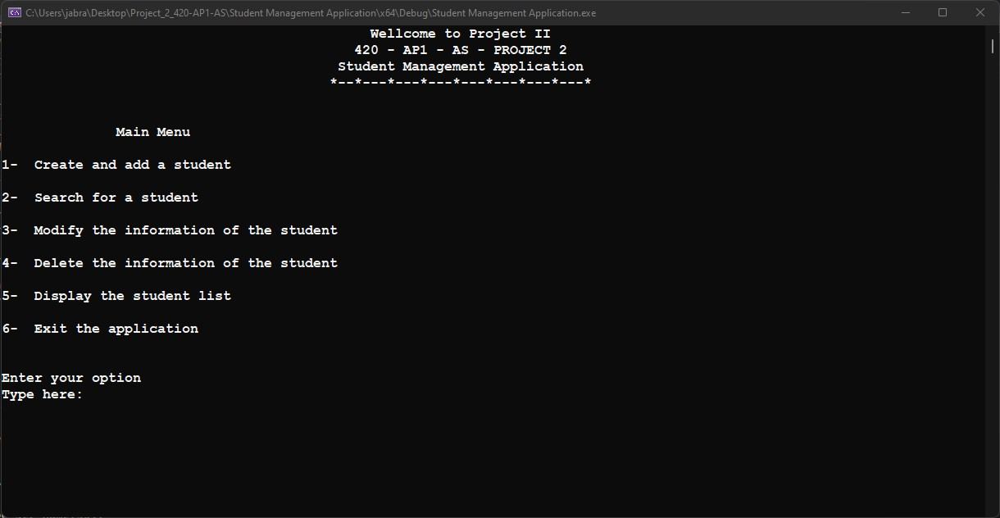 C:\Users\jabra\Desktop\Project_2_420-AP1-AS\Student Management Application\x64\Debug\Student Management Application.exe
Wellcome to Project II
420 - AP1 - AS - PROJECT 2
Student Management Application
*--*---*---*---*---*---*---*---*
Main Menu
1-  Create and add a student
2-  Search for a student
3-  Modify the information of the student
4-  Delete the information of the student
5-  Display the student list
6-  Exit the application
Enter your option
Type here: